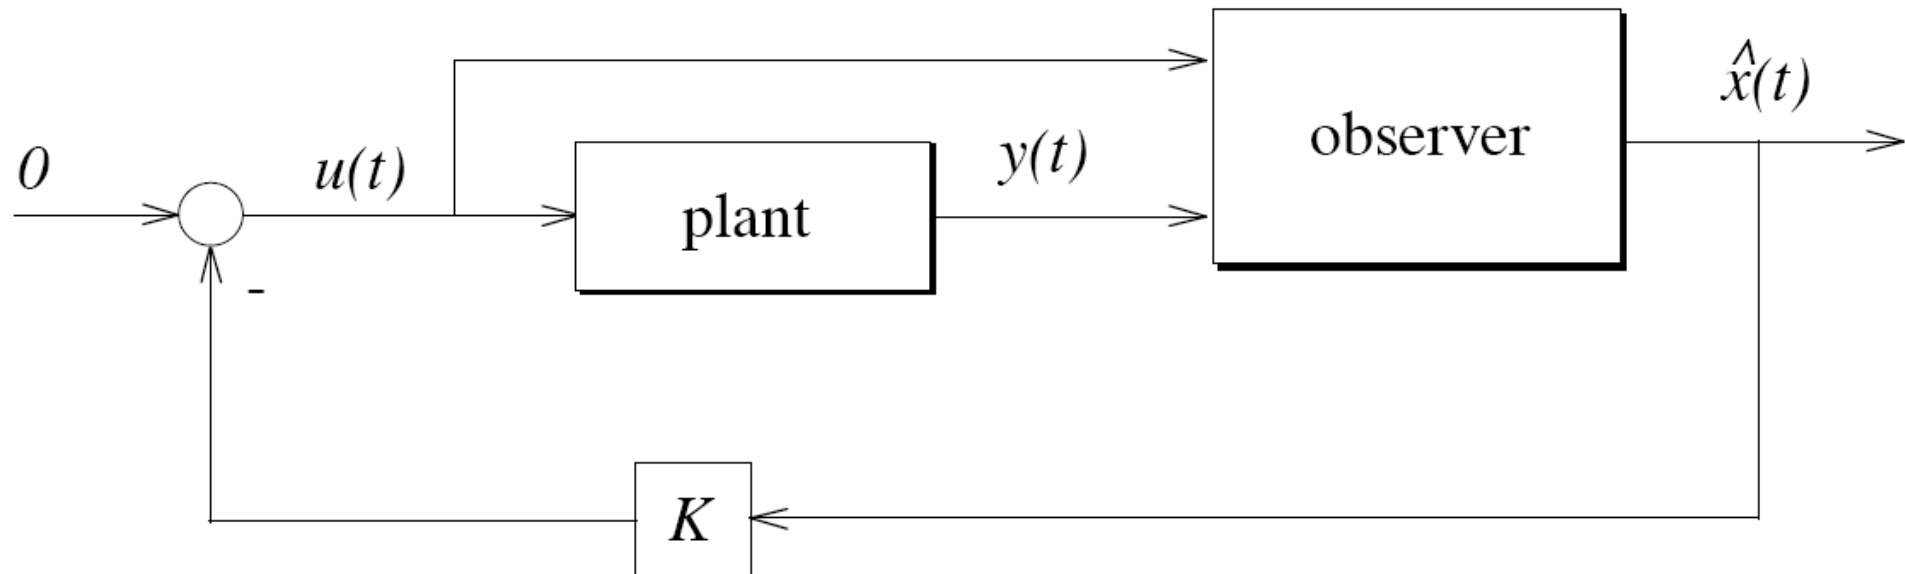 x̂(t)
observer
0
u(t)
y(t)
plant
-
K